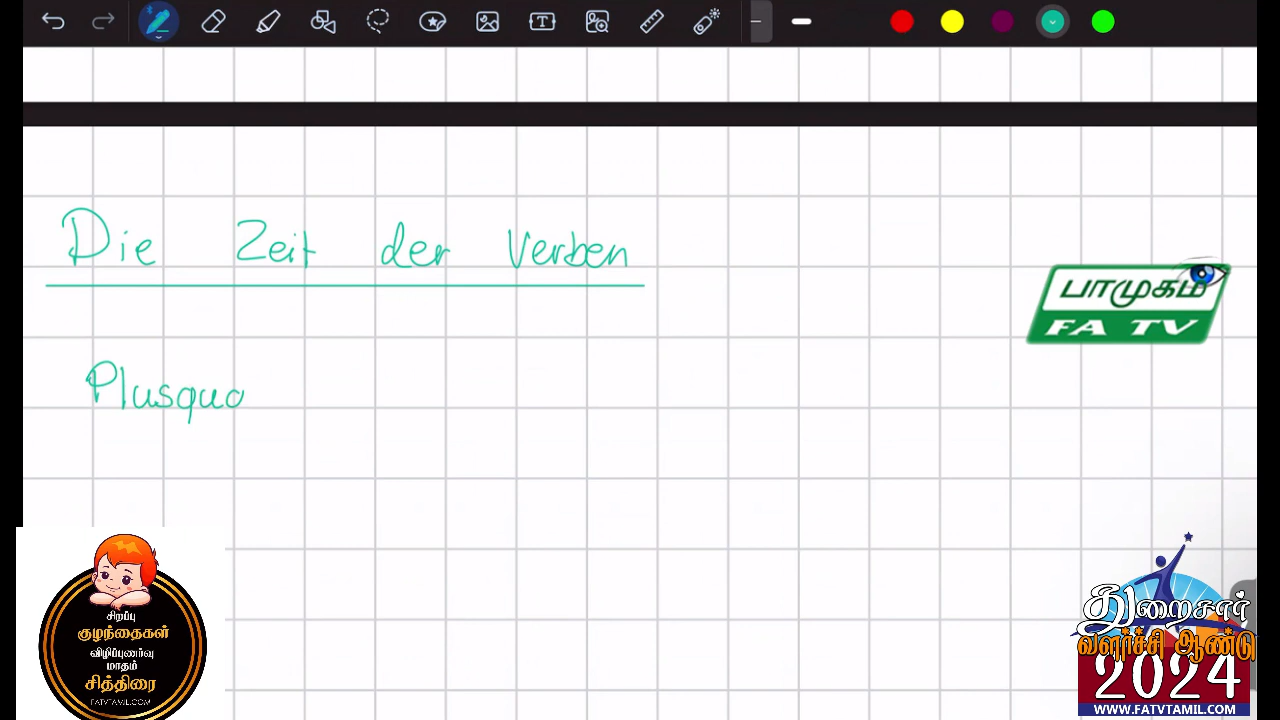 Die Zeit der Verben
பாமுகம்
FA TV
Plusqua
சிறப்பு
குழந்தைகள்
விழிப்புணர்வு
மாதம்
சித்திரை
FATVTAMIL.COM
துறைசார்
வளர்ச்சி ஆண்டு
2024
WWW.FATVTAMIL.COM